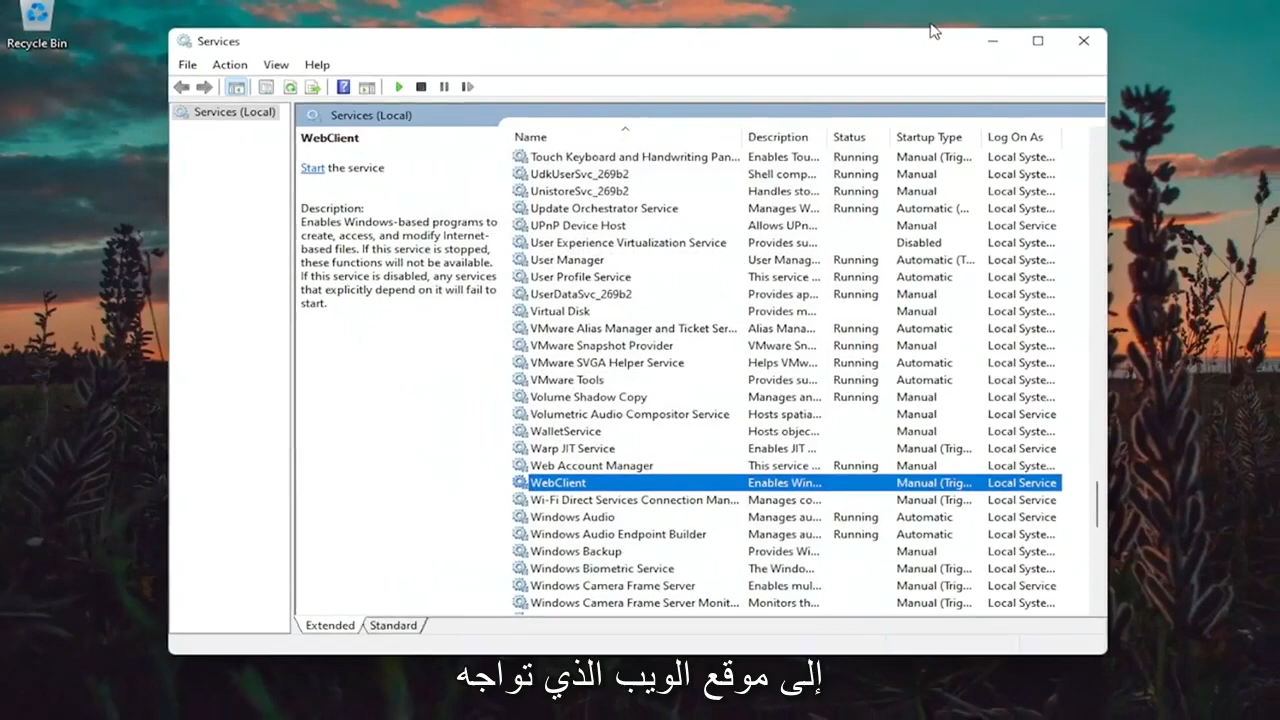 Recycle Bin
Services
File Action View Help
Services (Local)
Services (Local)
WebClient
Start the service
Description:
Enables Windows-based programs to
create, access, and modify Internet-
based files. If this service is stopped,
these functions will not be available.
If this service is disabled, any services
that explicitly depend on it will fail to
start.
Name Description Status Startup Type Log On As
Touch Keyboard and Handwriting Pan... Enables Tou... Running Manual (Trig... Local Syste...
UdkUserSvc_269b2 Shell comp... Running Manual Local Syste...
UnistoreSvc_269b2 Handles sto... Running Manual Local Syste...
Update Orchestrator Service Manages W... Running Automatic (... Local Syste...
UPnP Device Host Allows UPn... Manual Local Service
User Experience Virtualization Service Provides su... Disabled Local Syste...
User Manager User Manag... Running Automatic (T... Local Syste...
User Profile Service This service ... Running Automatic Local Syste...
UserDataSvc_269b2 Provides ap... Running Manual Local Syste...
Virtual Disk Provides m... Manual Local Syste...
VMware Alias Manager and Ticket Ser... Alias Mana... Running Automatic Local Syste...
VMware Snapshot Provider VMware Sn... Running Manual Local Syste...
VMware SVGA Helper Service Helps VMw... Running Automatic Local Syste...
VMware Tools Provides su... Running Automatic Local Syste...
Volume Shadow Copy Manages an... Running Manual Local Syste...
Volumetric Audio Compositor Service Hosts spatia... Manual Local Service
WalletService Hosts objec... Manual Local Syste...
Warp JIT Service Enables JIT ... Manual (Trig... Local Service
Web Account Manager This service ... Running Manual Local Syste...
WebClient Enables Win... Manual (Trig... Local Service
Wi-Fi Direct Services Connection Man... Manages co... Manual (Trig... Local Service
Windows Audio Manages au... Running Automatic Local Service
Windows Audio Endpoint Builder Manages au... Running Automatic Local Syste...
Windows Backup Provides Wi... Manual Local Syste...
Windows Biometric Service The Windo... Manual (Trig... Local Syste...
Windows Camera Frame Server Enables mul... Manual (Trig... Local Service
Windows Camera Frame Server Monit... Monitors th... Manual (Trig... Local Syste...
Extended Standard
إلى موقع الويب الذي تواجه